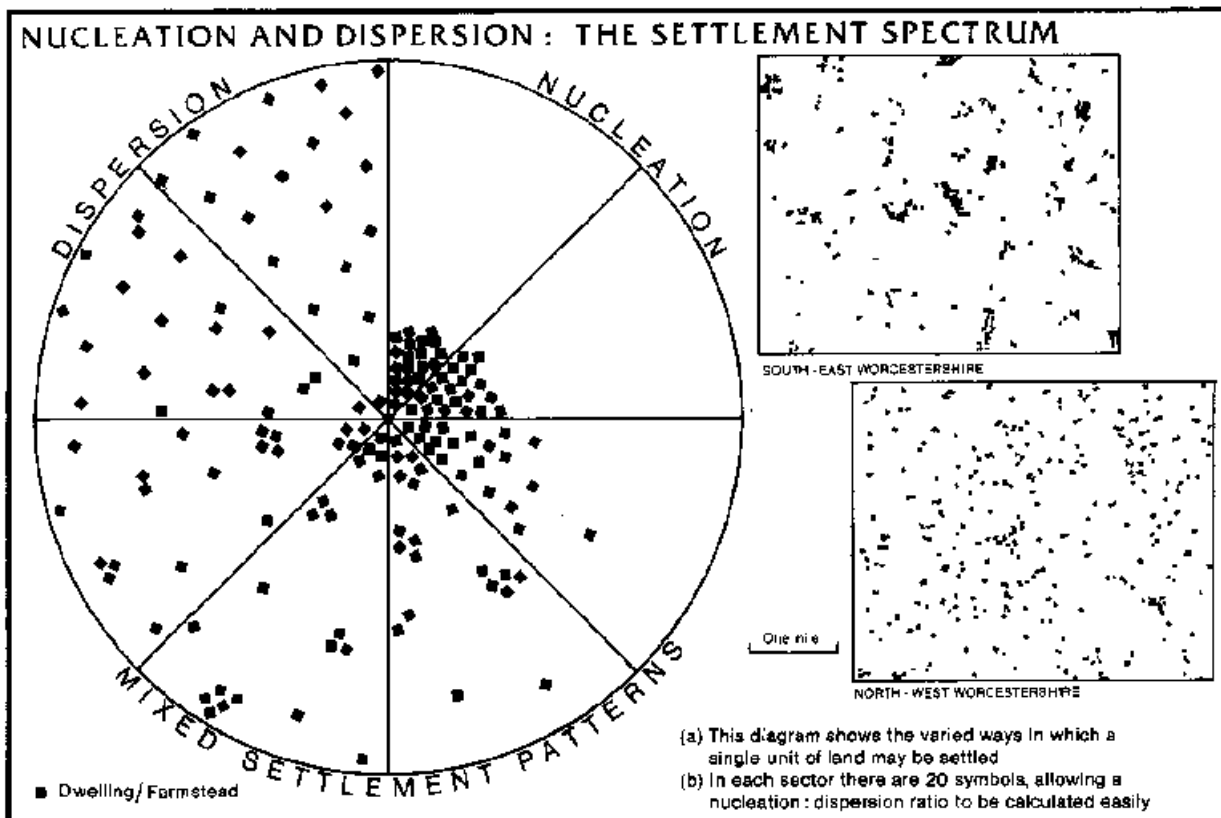 NUCLEATION AND DISPERSION : THE SETTLEMENT SPECTRUM
DISPERSION
NUCLEATION
MIXED SETTLEMENT PATTERNS
SOUTH-EAST WORCESTERSHIRE
One mile
NORTH-WEST WORCESTERSHIRE
■ Dwelling/Farmstead
(a) This diagram shows the varied ways in which a
single unit of land may be settled
(b) In each sector there are 20 symbols, allowing a
nucleation : dispersion ratio to be calculated easily